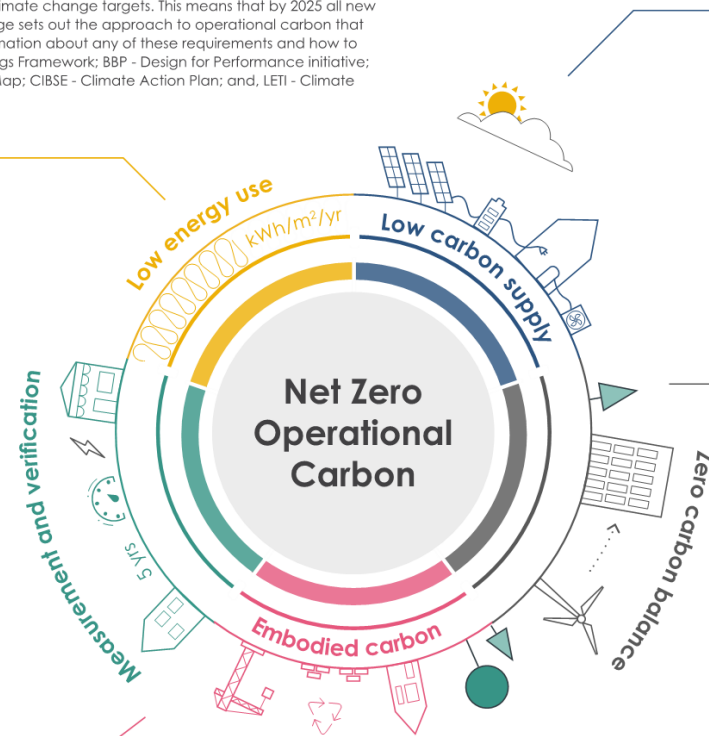 imate change targets. This means that by 2025 all new
ge sets out the approach to operational carbon that
mation about any of these requirements and how to
gs Framework; BBP - Design for Performance initiative;
Map; CIBSE - Climate Action Plan; and, LETI - Climate
Low energy use
kWh/m²/yr
Low carbon supply
Net Zero
Operational
Carbon
Measurement and verification
5 yrs
Zero carbon balance
Embodied carbon